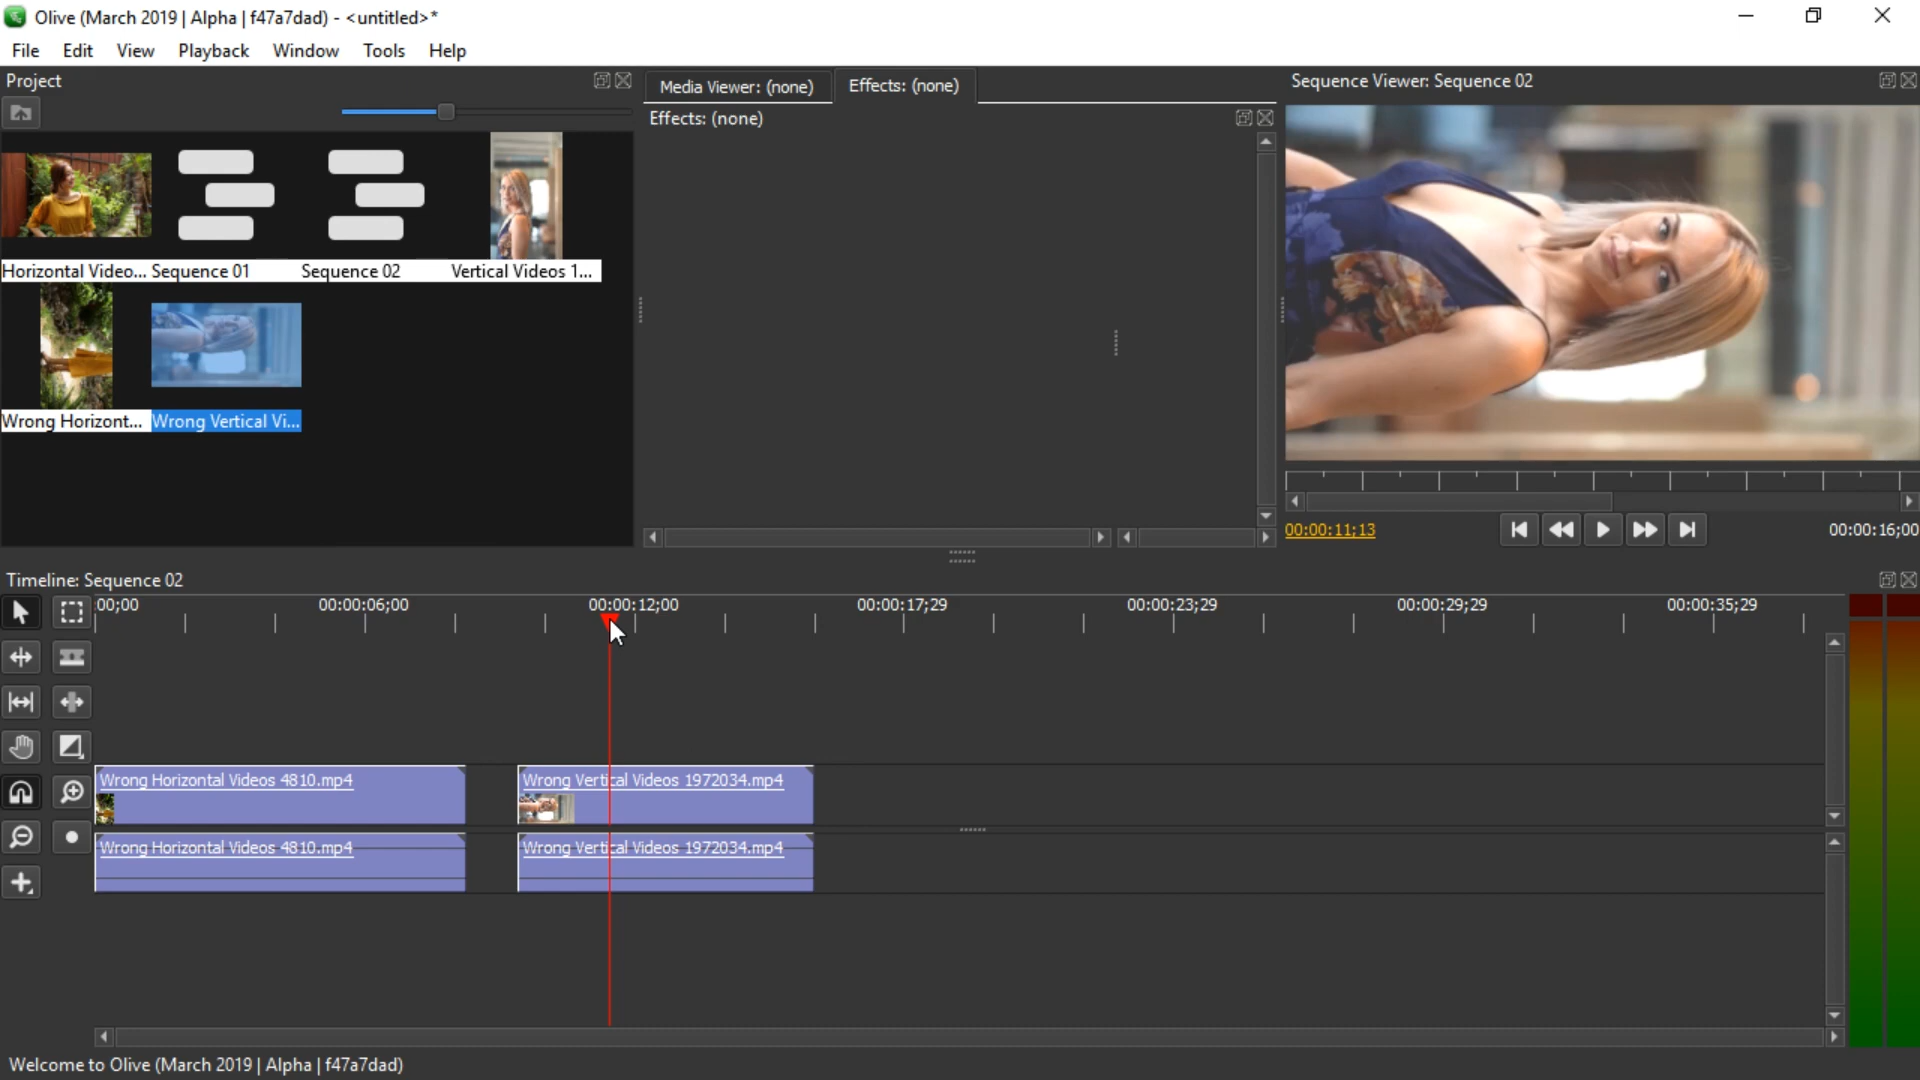 Olive (March 2019 | Alpha | f47a7dad) - <untitled>*
File Edit View Playback Window Tools Help
Project
Media Viewer: (none) Effects: (none)
Sequence Viewer: Sequence 02
Effects: (none)
Horizontal Video... Sequence 01 Sequence 02 Vertical Videos 1...
Wrong Horizont... Wrong Vertical Vi...
00:00:11;13 00:00:16;00
Timeline: Sequence 02
:00;00 00:00:06;00 00:00:12;00 00:00:17;29 00:00:23;29 00:00:29;29 00:00:35;29
Wrong Horizontal Videos 4810.mp4 Wrong Vertical Videos 1972034.mp4
Wrong Horizontal Videos 4810.mp4 Wrong Vertical Videos 1972034.mp4
Welcome to Olive (March 2019 | Alpha | f47a7dad)